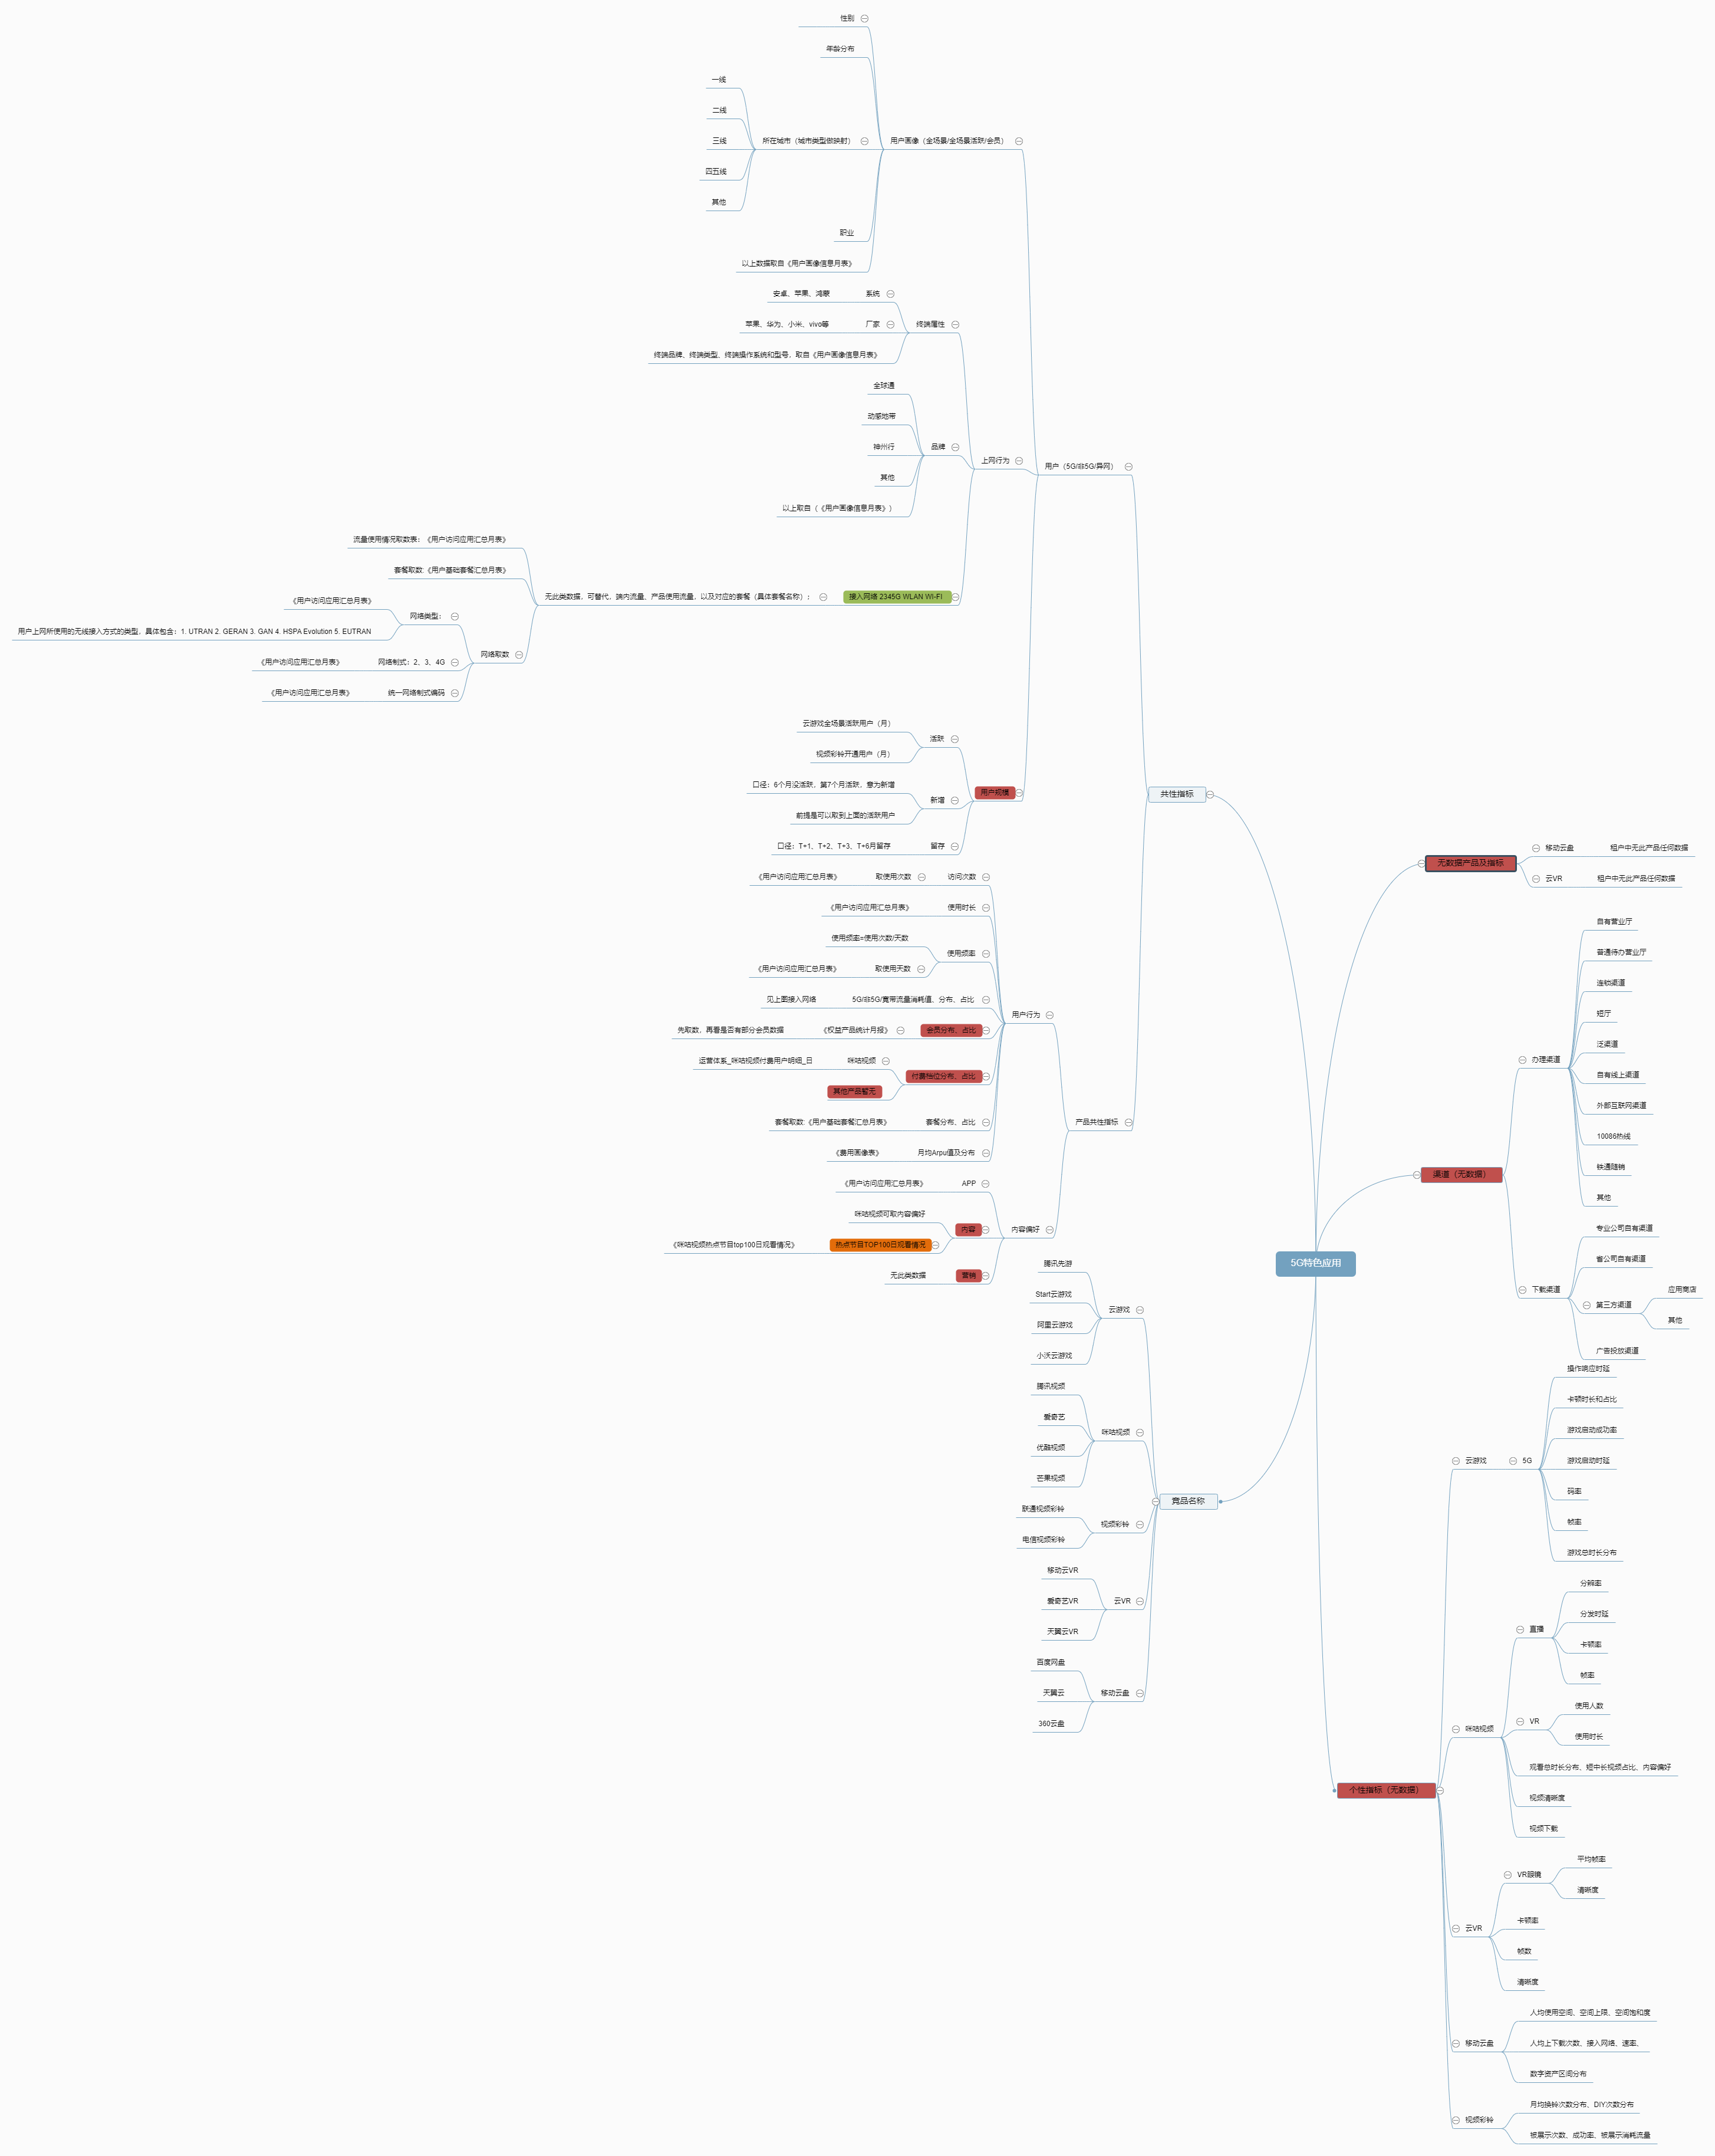 5G特色应用
共性指标
用户（5G/非5G/异网）
用户画像（全场景/全场景活跃/会员）
性别
年龄分布
所在城市（城市类型做映射）
一线
二线
三线
四五线
其他
职业
以上数据取自《用户画像信息月表》
上网行为
终端属性
系统
安卓、苹果、鸿蒙
厂家
苹果、华为、小米、vivo等
终端品牌、终端类型、终端操作系统和型号，取自《用户画像信息月表》
品牌
全球通
动感地带
神州行
其他
以上取自（《用户画像信息月表》）
接入网络 2345G WLAN WI-FI
无此类数据，可替代，端内流量、产品使用流量，以及对应的套餐（具体套餐名称）；
流量使用情况取数表：《用户访问应用汇总月表》
套餐取数:《用户基础套餐汇总月表》
网络取数
网络类型：
《用户访问应用汇总月表》
用户上网所使用的无线接入方式的类型，具体包含：1. UTRAN 2. GERAN 3. GAN 4. HSPA Evolution 5. EUTRAN
网络制式：2、3、4G
《用户访问应用汇总月表》
统一网络制式编码
《用户访问应用汇总月表》
用户规模
活跃
云游戏全场景活跃用户（月）
视频彩铃开通用户（月）
新增
口径：6个月没活跃，第7个月活跃，意为新增
前提是可以取到上面的活跃用户
留存
口径：T+1、T+2、T+3、T+6月留存
产品共性指标
用户行为
访问次数
取使用次数
《用户访问应用汇总月表》
使用时长
《用户访问应用汇总月表》
使用频率
使用频率=使用次数/天数
取使用天数
《用户访问应用汇总月表》
5G/非5G/宽带流量消耗值、分布、占比
见上面接入网络
会员分布、占比
《权益产品统计月报》
先取数，再看是否有部分会员数据
付费档位分布、占比
咪咕视频
运营体系_咪咕视频付费用户明细_日
其他产品暂无
套餐分布、占比
套餐取数:《用户基础套餐汇总月表》
月均Arpu值及分布
《费用画像表》
内容偏好
APP
《用户访问应用汇总月表》
内容
咪咕视频可取内容偏好
热点节目TOP100日观看情况
《咪咕视频热点节目top100日观看情况》
营销
无此类数据
竞品名称
云游戏
腾讯先游
Start云游戏
阿里云游戏
小沃云游戏
咪咕视频
腾讯视频
爱奇艺
优酷视频
芒果视频
视频彩铃
联通视频彩铃
电信视频彩铃
云VR
移动云VR
爱奇艺VR
天翼云VR
移动云盘
百度网盘
天翼云
360云盘
无数据产品及指标
移动云盘
租户中无此产品任何数据
云VR
租户中无此产品任何数据
渠道（无数据）
办理渠道
自有营业厅
普通待办营业厅
连锁渠道
短厅
泛渠道
自有线上渠道
外部互联网渠道
10086热线
铁通随销
其他
下载渠道
专业公司自有渠道
省公司自有渠道
第三方渠道
应用商店
其他
广告投放渠道
个性指标（无数据）
云游戏
5G
操作响应时延
卡顿时长和占比
游戏启动成功率
游戏启动时延
码率
帧率
游戏总时长分布
咪咕视频
直播
分辨率
分发时延
卡顿率
帧率
VR
使用人数
使用时长
观看总时长分布、短中长视频占比、内容偏好
视频清晰度
视频下载
云VR
VR眼镜
平均帧率
清晰度
卡顿率
帧数
清晰度
移动云盘
人均使用空间、空间上限、空间饱和度
人均上下载次数、接入网络、速率、
数字资产区间分布
视频彩铃
月均换铃次数分布、DIY次数分布
被展示次数、成功率、被展示消耗流量